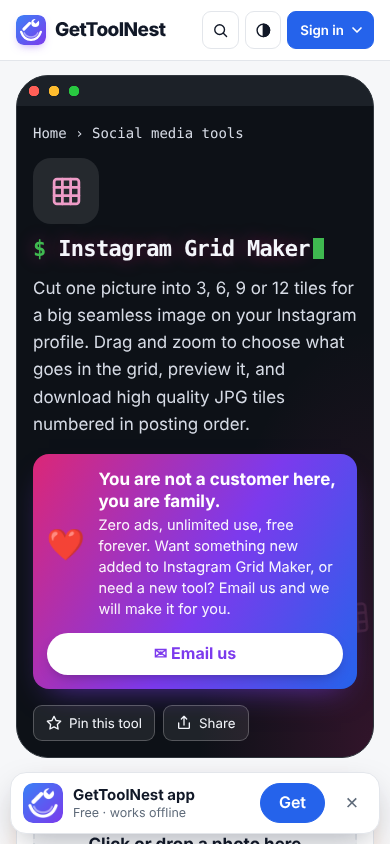 GetToolNest
Sign in
Home › Social media tools
$ Instagram Grid Maker
Cut one picture into 3, 6, 9 or 12 tiles for
a big seamless image on your Instagram
profile. Drag and zoom to choose what
goes in the grid, preview it, and
download high quality JPG tiles
numbered in posting order.
You are not a customer here,
you are family.
Zero ads, unlimited use, free
forever. Want something new
added to Instagram Grid Maker, or
need a new tool? Email us and we
will make it for you.
✉ Email us
Pin this tool
Share
GetToolNest app
Free · works offline
Get
✕
Click or drop a photo here